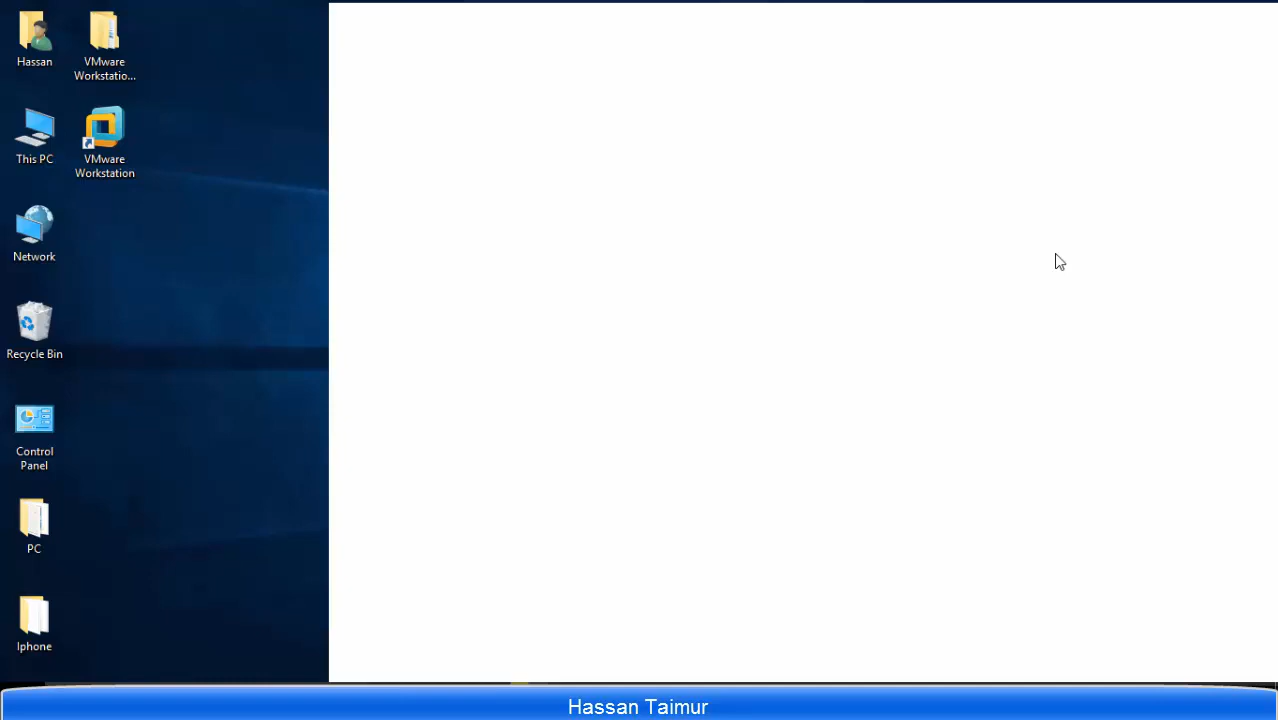 Hassan
VMware
Workstatio...
This PC
VMware
Workstation
Network
Recycle Bin
Control
Panel
PC
Iphone
Hassan Taimur